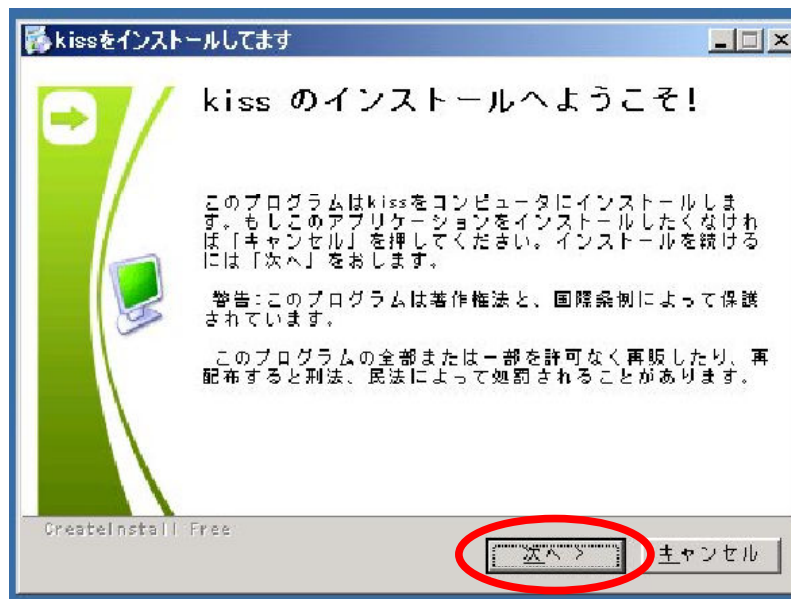 kissをインストールしてます
kiss のインストールへようこそ!
このプログラムはkissをコンピュータにインストールしま
す。もしこのアプリケーションをインストールしたくなけれ
ば「キャンセル」を押してください。インストールを続ける
には「次へ」をおします。
警告:このプログラムは著作権法と、国際条例によって保護
されています。
このプログラムの全部または一部を許可なく再販したり、再
配布すると刑法、民法によって処罰されることがあります。
CreateInstall Free
次へ >
キャンセル